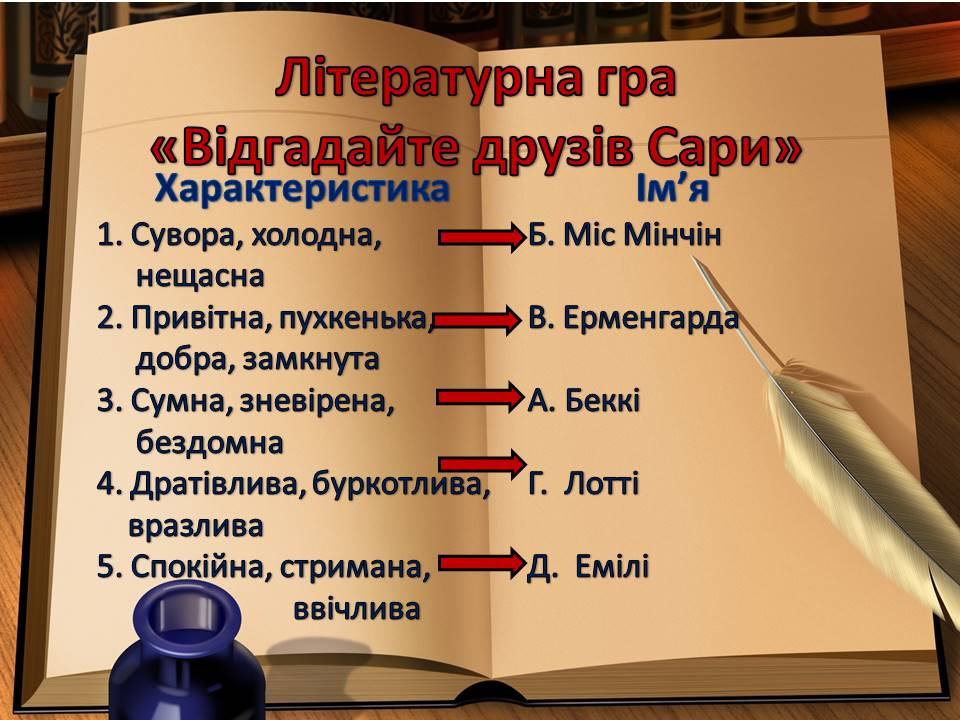 Літературна гра
«Відгадайте друзів Сари»
Характеристика Ім’я
1. Сувора, холодна, Б. Міс Мінчін
нещасна
2. Привітна, пухкенька, В. Ерменгарда
добра, замкнута
3. Сумна, зневірена, А. Беккі
бездомна
4. Дратівлива, буркотлива, Г. Лотті
вразлива
5. Спокійна, стримана, Д. Емілі
ввічлива